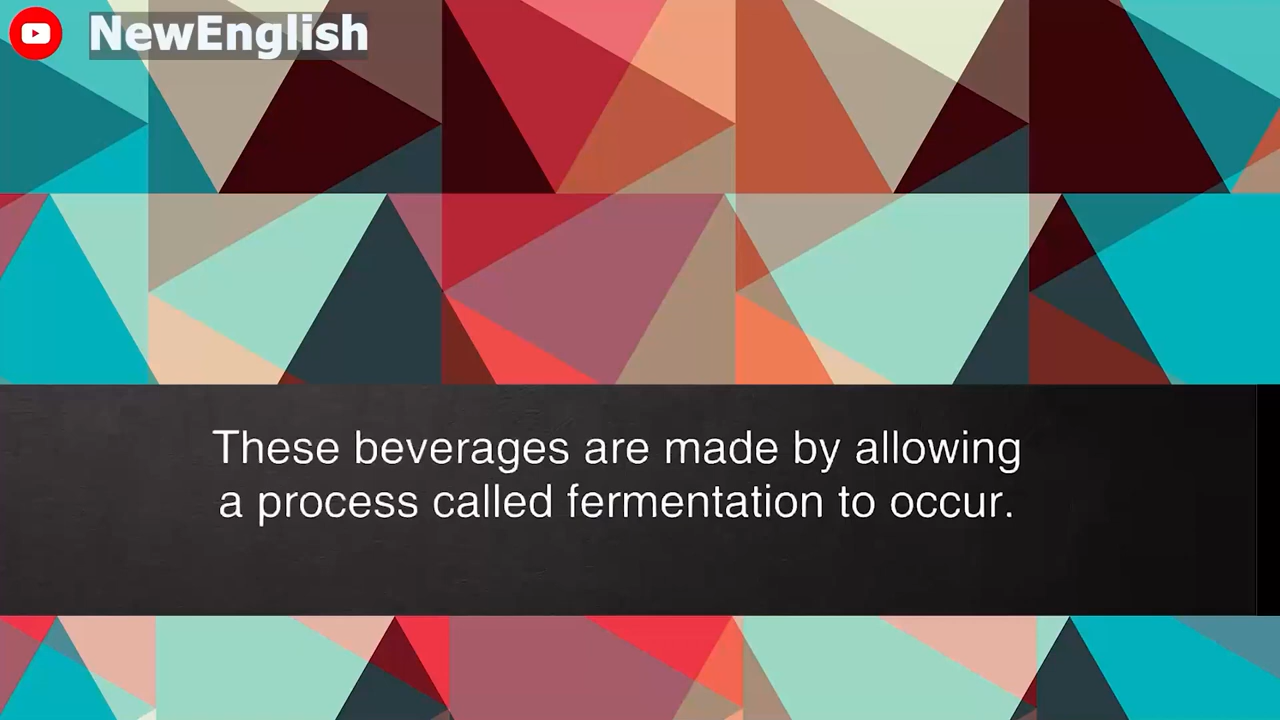 NewEnglish
These beverages are made by allowing
a process called fermentation to occur.